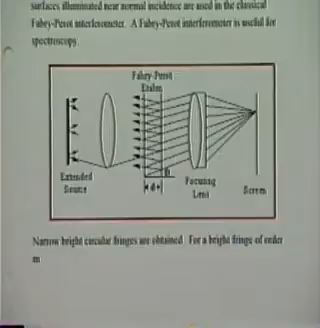 surfaces illuminated near normal incidence are used in the classical
Fabry-Perot interferometer. A Fabry-Perot interferometer is useful for
spectroscopy.
Fabry-Perot
Etalon
Extended
Source
d
Focusing
Lens
Screen
Narrow bright circular fringes are obtained. For a bright fringe of order
m